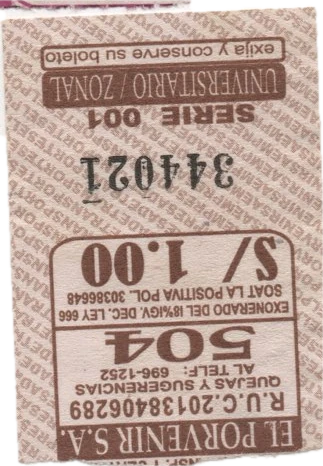 EL PORVENIR S.A.
R.U.C.20138406289
QUEJAS Y SUGERENCIAS
AL TELF: 696-1252
504
EXONERADO DEL 18%IGV. DEC. LEY 666
SOAT LA POSITIVA POL. 30386648
S/ 1.00
344021
SERIE 001
UNIVERSITARIO / ZONAL
exija y conserve su boleto